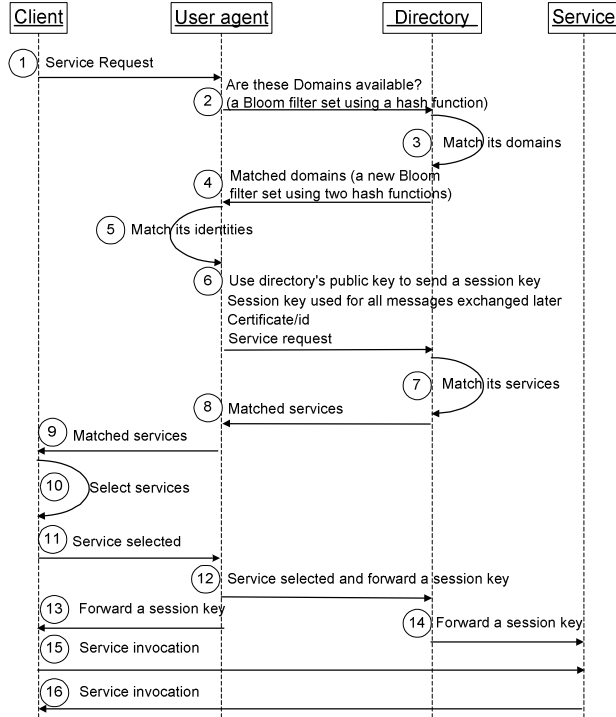 Client
User agent
Directory
Service
1
Service Request
Are these Domains available?
2
(a Bloom filter set using a hash function)
3
Match its domains
4
Matched domains (a new Bloom
filter set using two hash functions)
5
Match its identities
6
Use directory's public key to send a session key
Session key used for all messages exchanged later
Certificate/id
Service request
7
Match its services
8
Matched services
9
Matched services
10
Select services
11
Service selected
12
Service selected and forward a session key
13
Forward a session key
14
Forward a session key
15
Service invocation
16
Service invocation